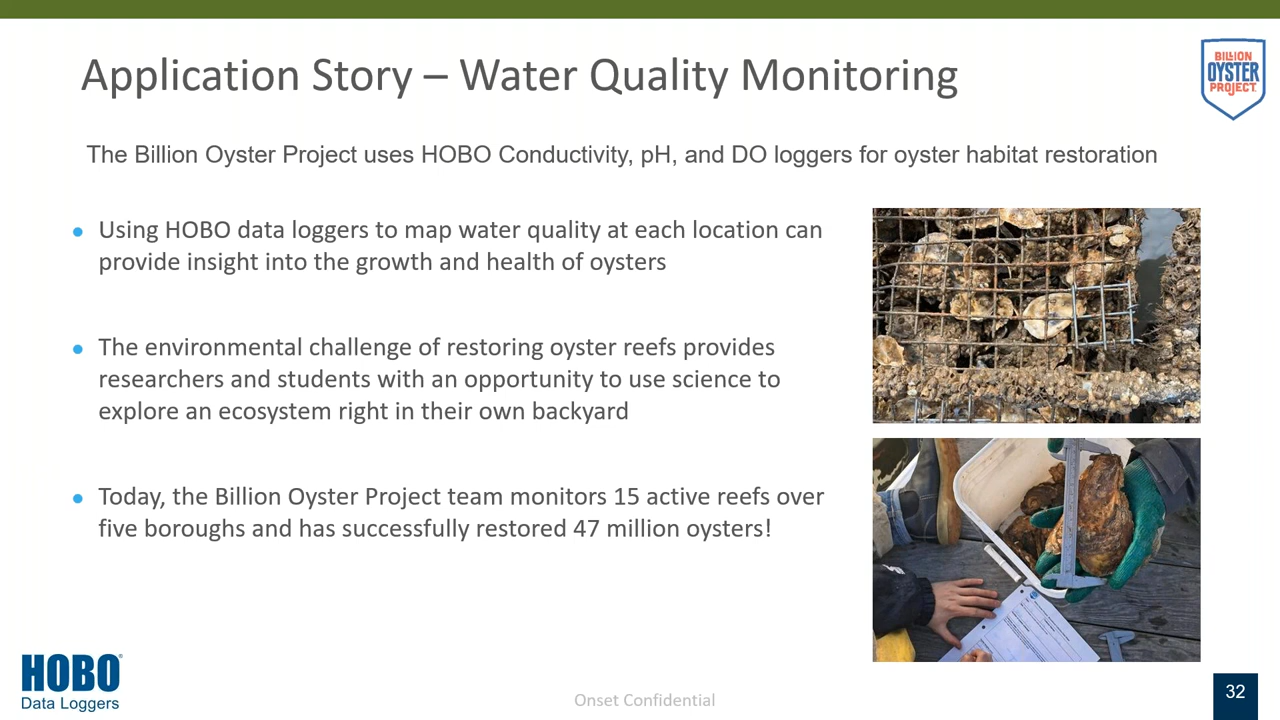 Application Story – Water Quality Monitoring
BILLION
OYSTER
PROJECT
The Billion Oyster Project uses HOBO Conductivity, pH, and DO loggers for oyster habitat restoration
Using HOBO data loggers to map water quality at each location can
provide insight into the growth and health of oysters
The environmental challenge of restoring oyster reefs provides
researchers and students with an opportunity to use science to
explore an ecosystem right in their own backyard
Today, the Billion Oyster Project team monitors 15 active reefs over
five boroughs and has successfully restored 47 million oysters!
HOBO®
Data Loggers
Onset Confidential
32